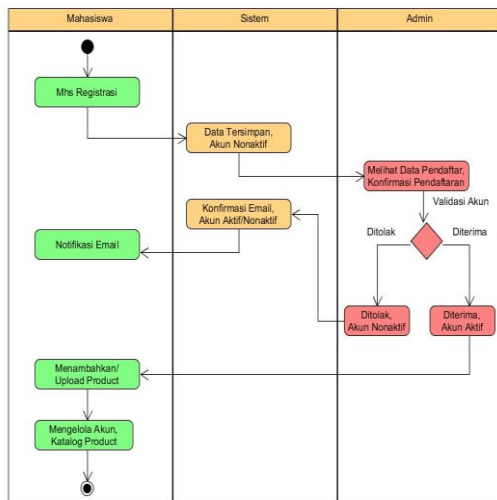 Mahasiswa
Sistem
Admin
Mhs Registrasi
Data Tersimpan,
Akun Nonaktif
Melihat Data Pendaftar,
Konfirmasi Pendaftaran
Validasi Akun
Konfirmasi Email,
Akun Aktif/Nonaktif
Notifikasi Email
Ditolak
Diterima
Ditolak,
Akun Nonaktif
Diterima,
Akun Aktif
Menambahkan/
Upload Product
Mengelola Akun,
Katalog Product